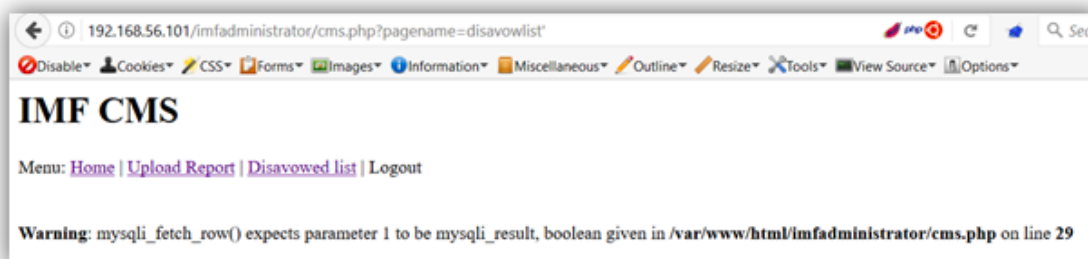 192.168.56.101/imfadministrator/cms.php?pagename=disavowlist'
php
Sec
Disable Cookies CSS Forms Images Information Miscellaneous Outline Resize Tools View Source Options
IMF CMS
Menu: Home | Upload Report | Disavowed list | Logout
Warning: mysqli_fetch_row() expects parameter 1 to be mysqli_result, boolean given in /var/www/html/imfadministrator/cms.php on line 29